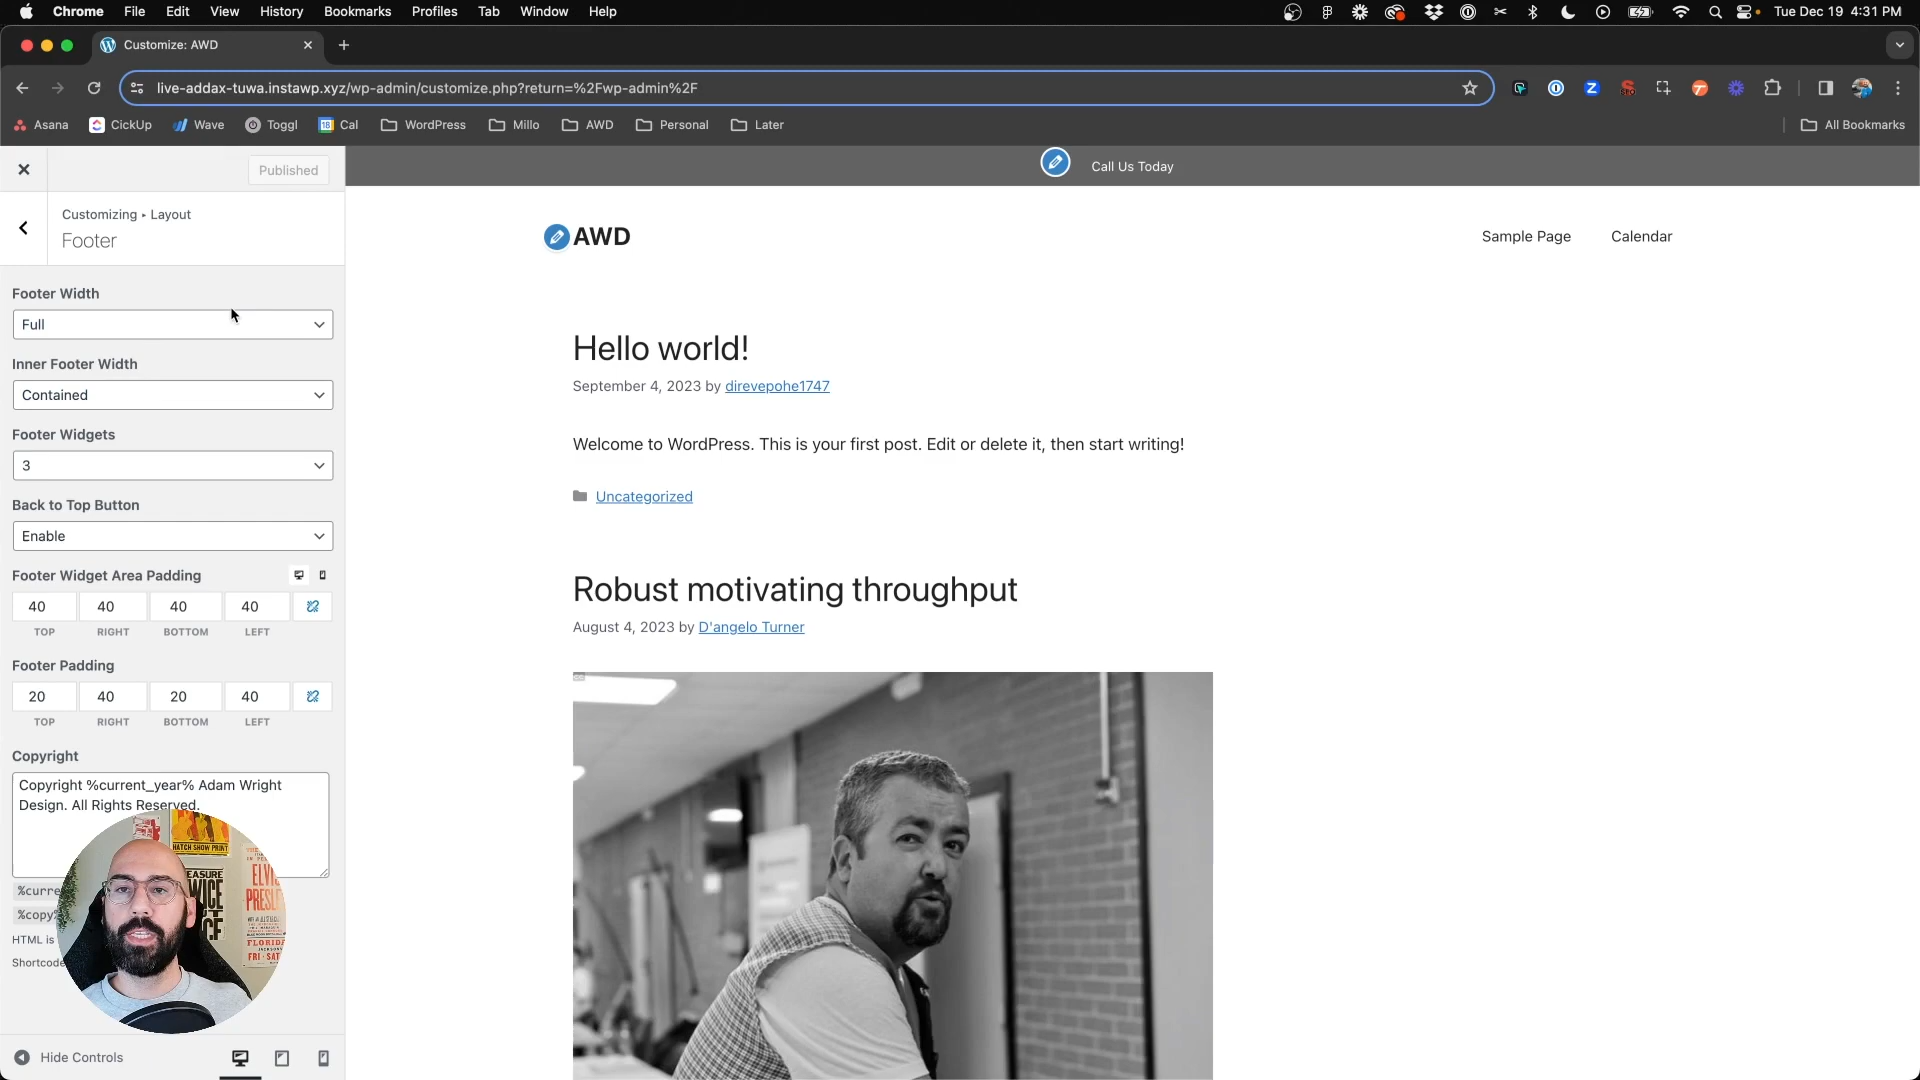 Chrome File Edit View History Bookmarks Profiles Tab Window Help
Tue Dec 19 4:31 PM
Customize: AWD
live-addax-tuwa.instawp.xyz/wp-admin/customize.php?return=%2Fwp-admin%2F
Asana ClickUp Wave Toggl Cal WordPress Millo AWD Personal Later All Bookmarks
Published
Customizing ▸ Layout
Footer
Footer Width
Full
Inner Footer Width
Contained
Footer Widgets
3
Back to Top Button
Enable
Footer Widget Area Padding
40 40 40 40
TOP RIGHT BOTTOM LEFT
Footer Padding
20 40 20 40
TOP RIGHT BOTTOM LEFT
Copyright
Copyright %current_year% Adam Wright
Design. All Rights Reserved.
%curre
%copy%
HTML is
Shortcode
HATCH SHOW PRINT
FLORIDA
Hide Controls
Call Us Today
AWD
Sample Page Calendar
Hello world!
September 4, 2023 by direvepohe1747
Welcome to WordPress. This is your first post. Edit or delete it, then start writing!
Uncategorized
Robust motivating throughput
August 4, 2023 by D'angelo Turner